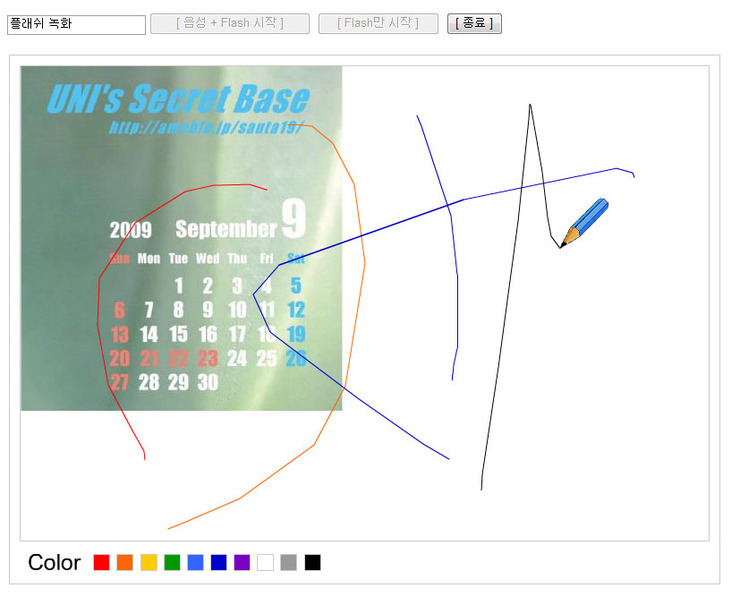 플래쉬 녹화 [ 음성 + Flash 시작 ] [ Flash만 시작 ] [ 종료 ]
UNI's Secret Base
http://ameblo.jp/sauta19/
2009 September 9
Sun Mon Tue Wed Thu Fri Sat
1 2 3 4 5
6 7 8 9 10 11 12
13 14 15 16 17 18 19
20 21 22 23 24 25 26
27 28 29 30
Color